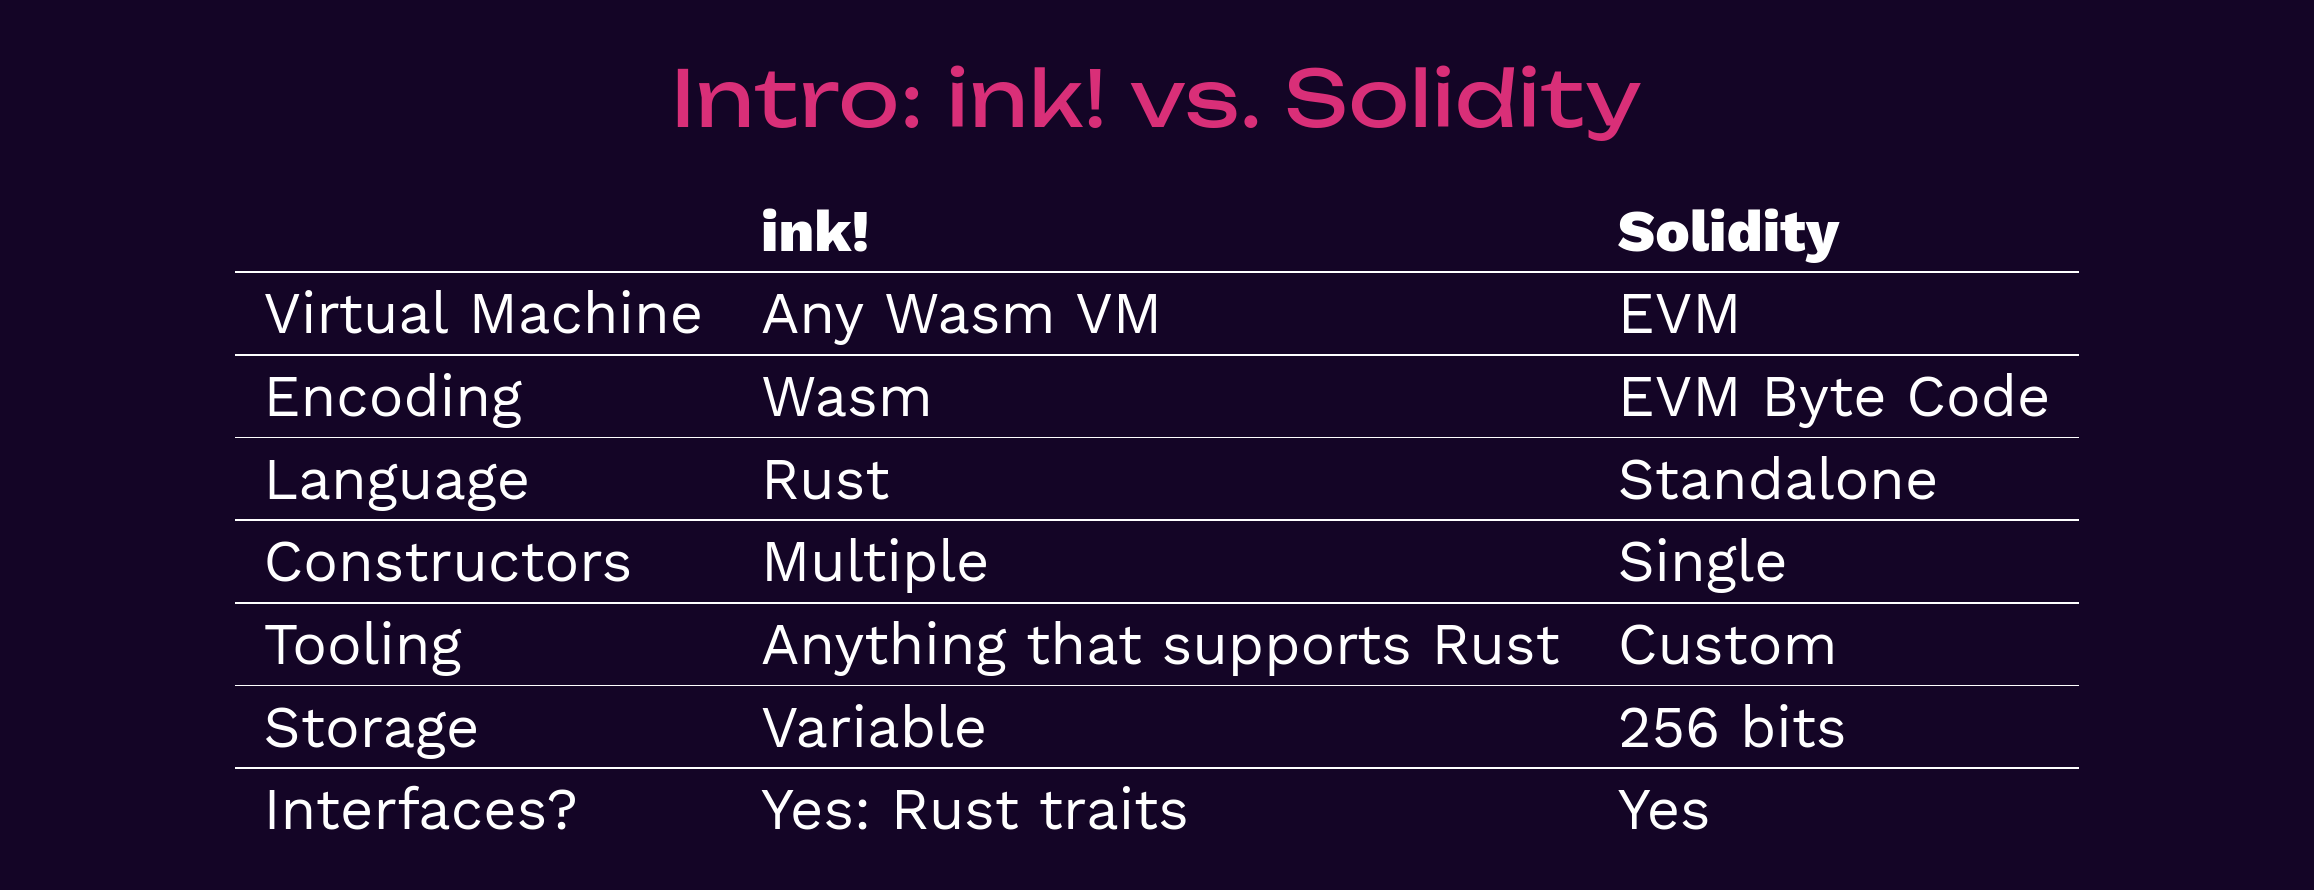 Intro: ink! vs. Solidity
ink! Solidity
Virtual Machine Any Wasm VM EVM
Encoding Wasm EVM Byte Code
Language Rust Standalone
Constructors Multiple Single
Tooling Anything that supports Rust Custom
Storage Variable 256 bits
Interfaces? Yes: Rust traits Yes